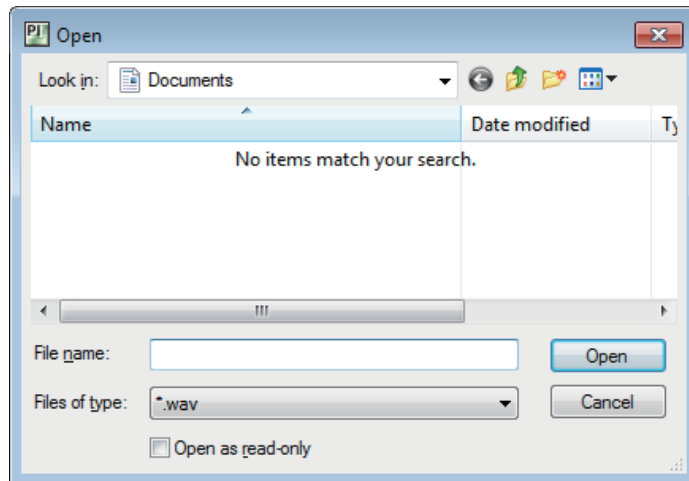 PI Open
Look in: Documents
Name Date modified Ty
No items match your search.
File name: Open
Files of type: *.wav Cancel
Open as read-only